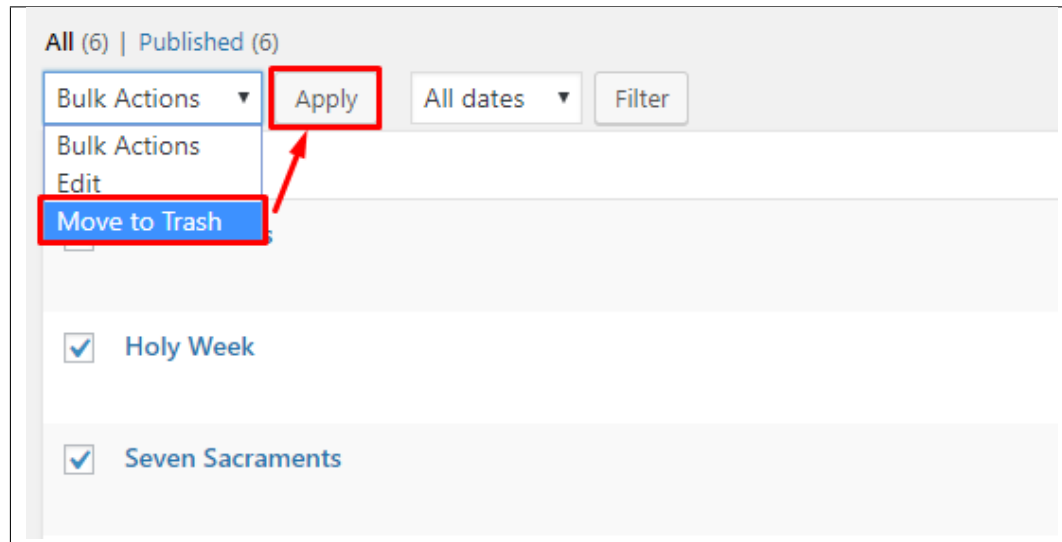 All (6) | Published (6)
Bulk Actions Apply All dates Filter
Bulk Actions
Edit
Move to Trash
Holy Week
Seven Sacraments